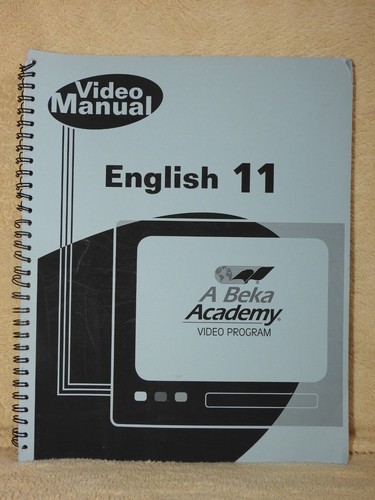 Video
Manual
English 11
A Beka
Academy
VIDEO PROGRAM